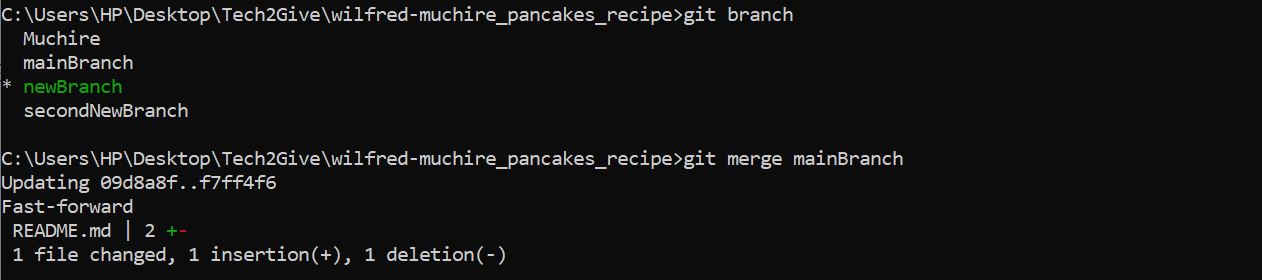 C:\Users\HP\Desktop\Tech2Give\wilfred-muchire_pancakes_recipe>git branch
  Muchire
  mainBranch
* newBranch
  secondNewBranch

C:\Users\HP\Desktop\Tech2Give\wilfred-muchire_pancakes_recipe>git merge mainBranch
Updating 09d8a8f..f7ff4f6
Fast-forward
 README.md | 2 +-
 1 file changed, 1 insertion(+), 1 deletion(-)